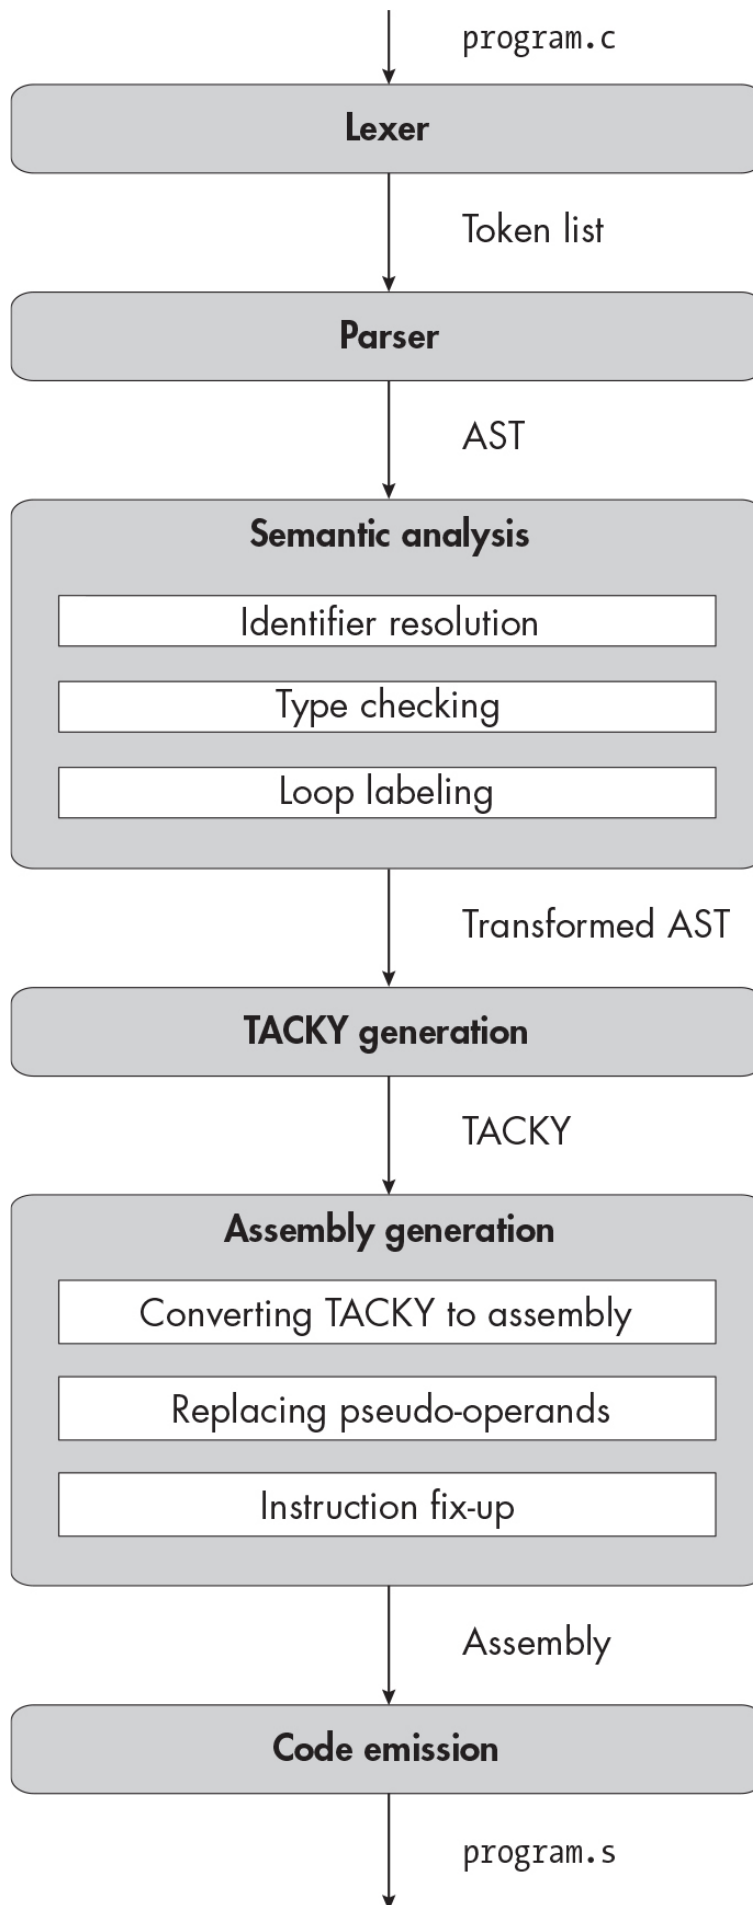 program.c
Lexer
Token list
Parser
AST
Semantic analysis
Identifier resolution
Type checking
Loop labeling
Transformed AST
TACKY generation
TACKY
Assembly generation
Converting TACKY to assembly
Replacing pseudo-operands
Instruction fix-up
Assembly
Code emission
program.s